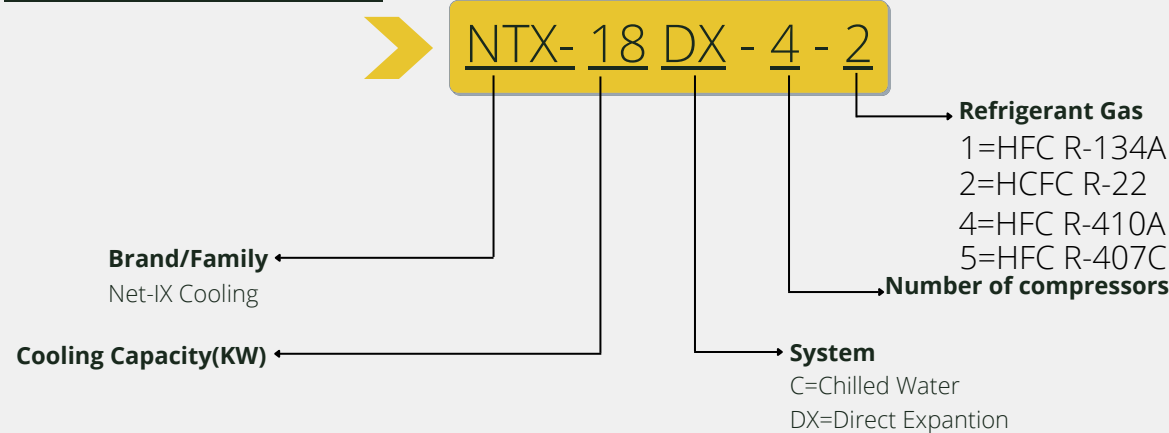 NTX- 18 DX - 4 - 2
Refrigerant Gas
1=HFC R-134A
2=HCFC R-22
4=HFC R-410A
5=HFC R-407C
Number of compressors
Brand/Family
Net-IX Cooling
Cooling Capacity(KW)
System
C=Chilled Water
DX=Direct Expantion